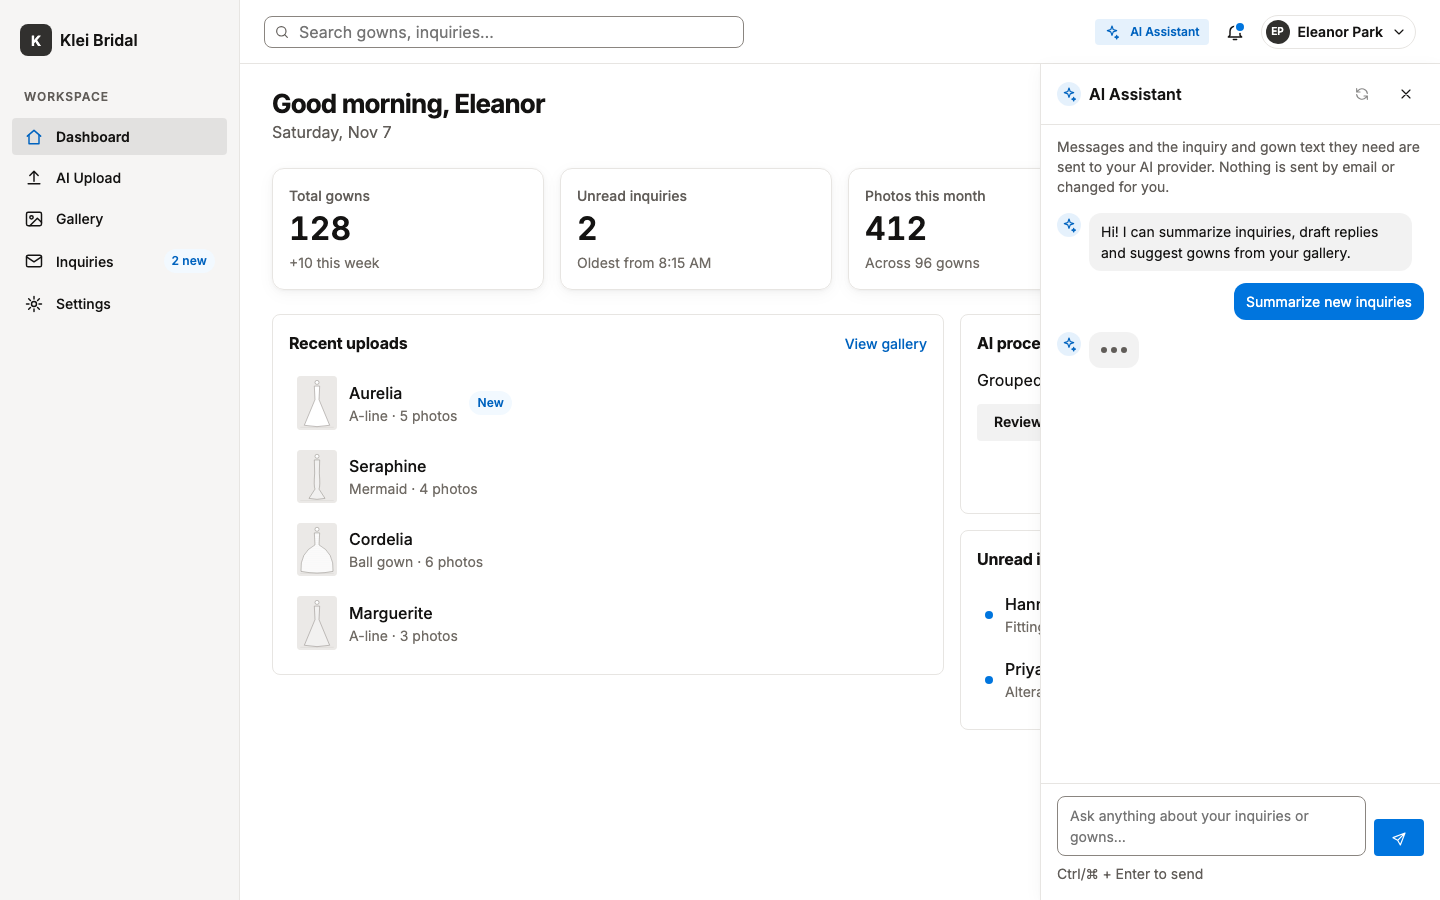 K
Klei Bridal
WORKSPACE
Dashboard
AI Upload
Gallery
Inquiries
2 new
Settings
Search gowns, inquiries...
AI Assistant
EP
Eleanor Park
Good morning, Eleanor
Saturday, Nov 7
Total gowns
128
+10 this week
Unread inquiries
2
Oldest from 8:15 AM
Photos this month
412
Across 96 gowns
Recent uploads
View gallery
Aurelia
A-line · 5 photos
New
Seraphine
Mermaid · 4 photos
Cordelia
Ball gown · 6 photos
Marguerite
A-line · 3 photos
AI
Grouped
Review
Unread
Priya
AI Assistant
Messages and the inquiry and gown text they need are
sent to your AI provider. Nothing is sent by email or
changed for you.
Hi! I can summarize inquiries, draft replies
and suggest gowns from your gallery.
Summarize new inquiries
Ask anything about your inquiries or
gowns...
Ctrl/⌘ + Enter to send